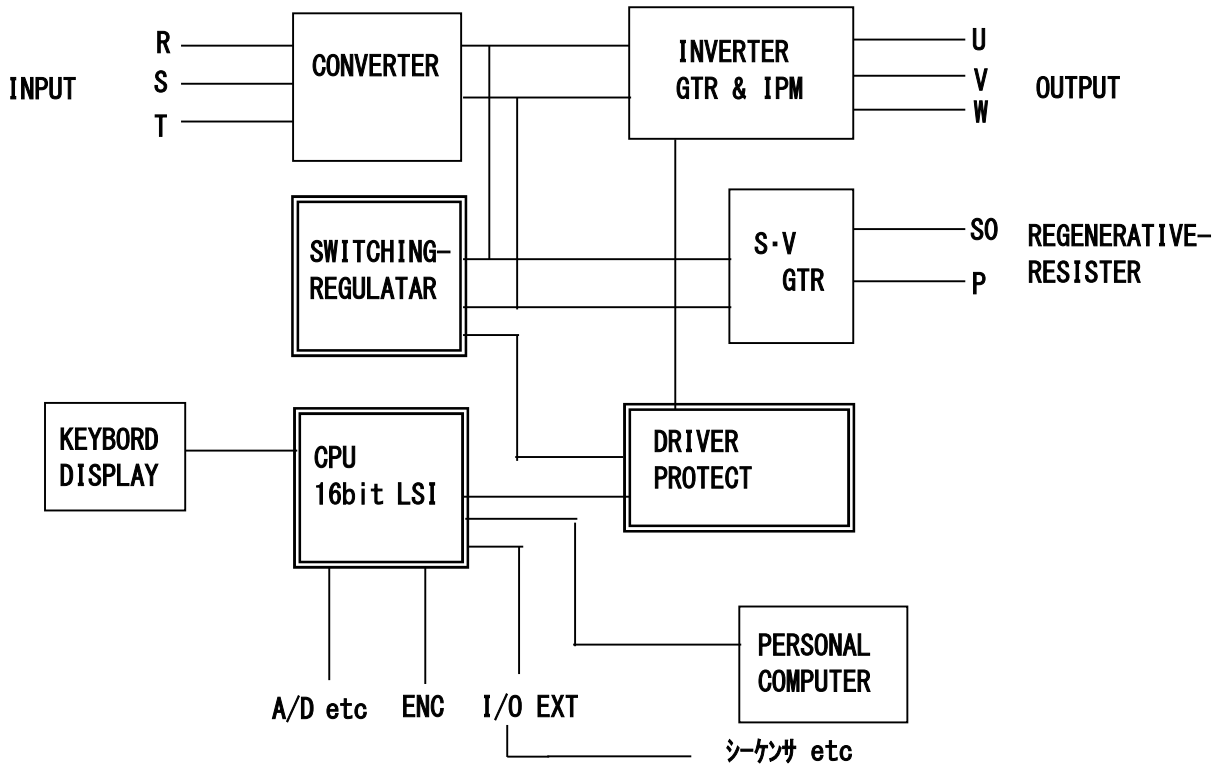 R
CONVERTER
INVERTER
GTR & IPM
U
INPUT
S
V
OUTPUT
T
W
SWITCHING-
REGULATAR
S・V
GTR
SO
REGENERATIVE-
RESISTER
P
KEYBORD
DISPLAY
CPU
16bit LSI
DRIVER
PROTECT
PERSONAL
COMPUTER
A/D etc
ENC
I/O EXT
シーケンサ etc